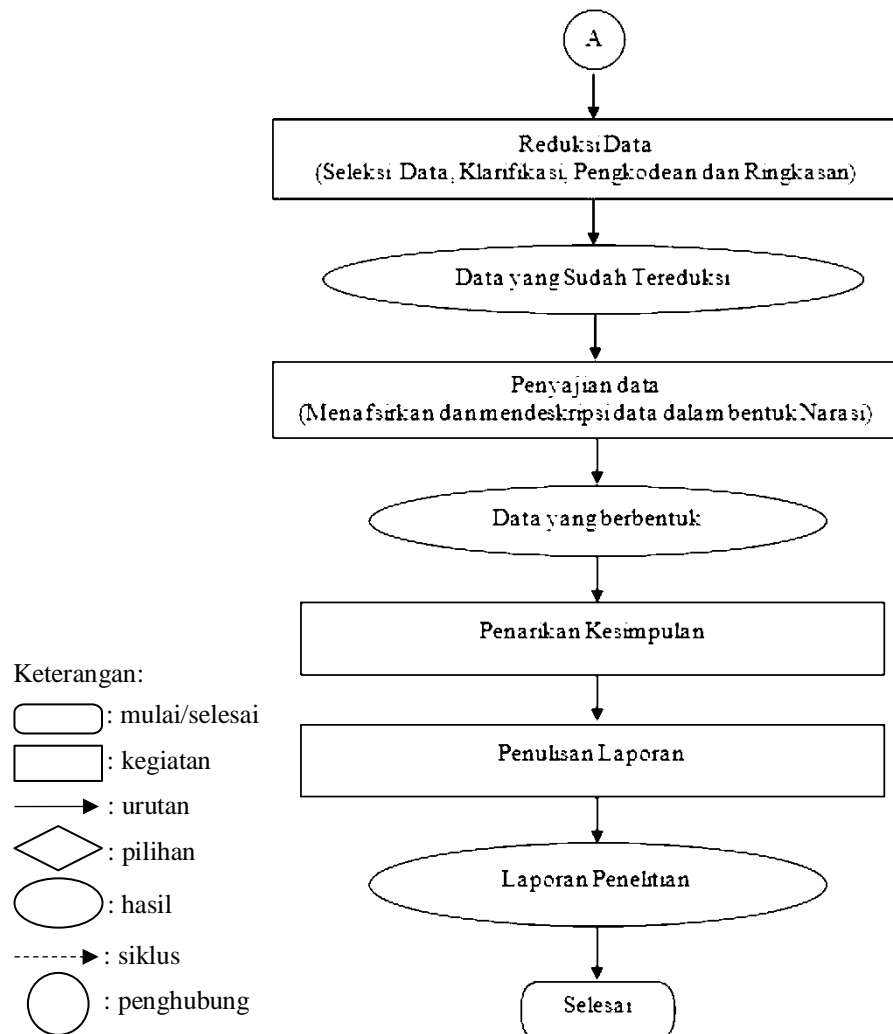 A
Reduksi Data
(Seleksi Data, Klarifikasi, Pengkodean dan Ringkasan)
Data yang Sudah Tereduksi
Penyajian data
(Menafsirkan dan mendeskripsi data dalam bentuk Narasi)
Data yang berbentuk
Penarikan Kesimpulan
Penulisan Laporan
Laporan Penelitian
Selesai
Keterangan:
: mulai/selesai
: kegiatan
: urutan
: pilihan
: hasil
: siklus
: penghubung